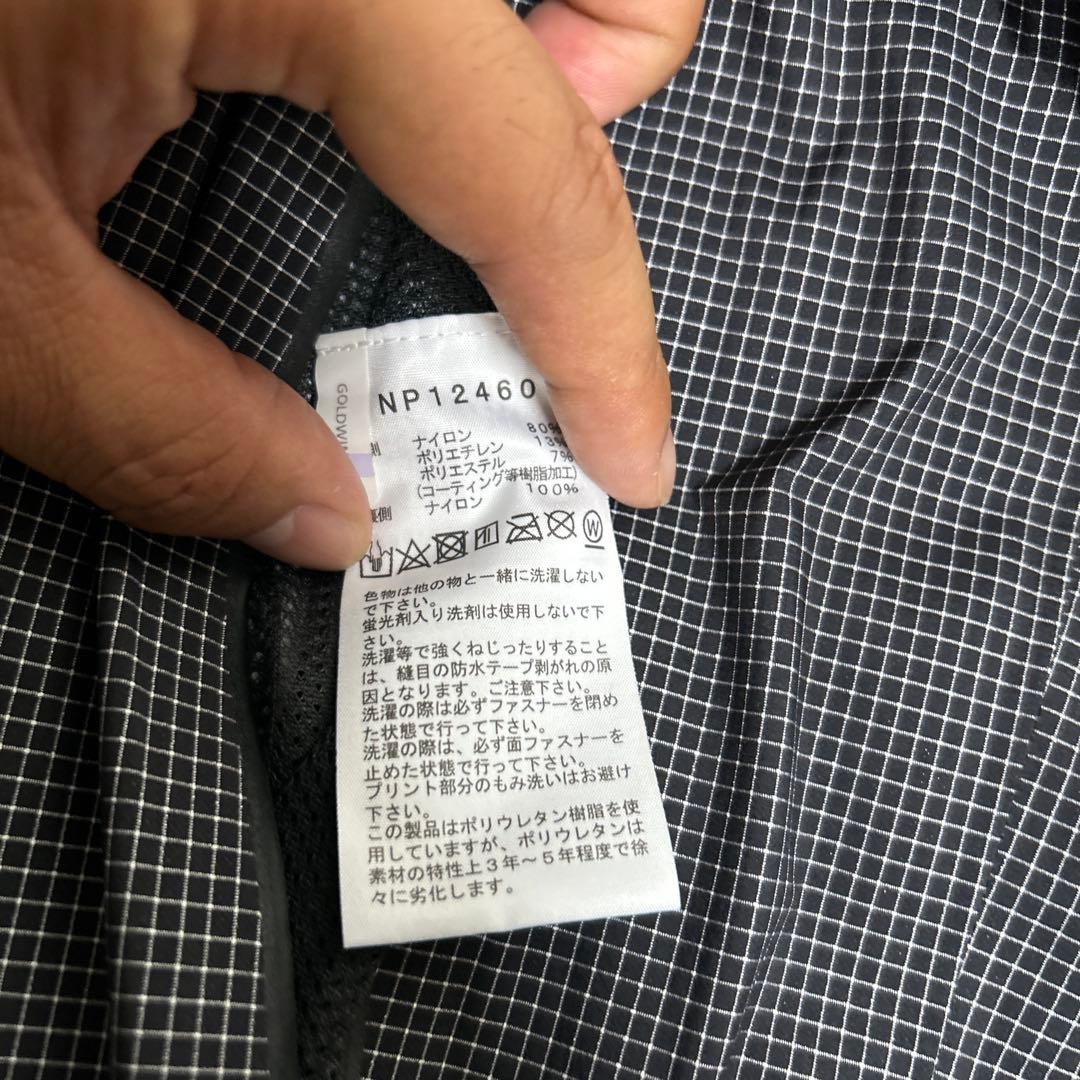 GOLDWI
NP12460
側
ナイロン 80%
ポリエチレン 13%
ポリエステル 7%
(コーティング等樹脂加工)
裏側 ナイロン 100%
W
色物は他の物と一緒に洗濯しない
で下さい。
蛍光剤入り洗剤は使用しないで下
さい。
洗濯等で強くねじったりすること
は、縫目の防水テープ剥がれの原
因となります。ご注意下さい。
洗濯の際は必ずファスナーを閉め
た状態で行って下さい。
洗濯の際は、必ず面ファスナーを
止めた状態で行って下さい。
プリント部分のもみ洗いはお避け
下さい。
この製品はポリウレタン樹脂を使
用していますが、ポリウレタンは
素材の特性上3年～5年程度で徐
々に劣化します。